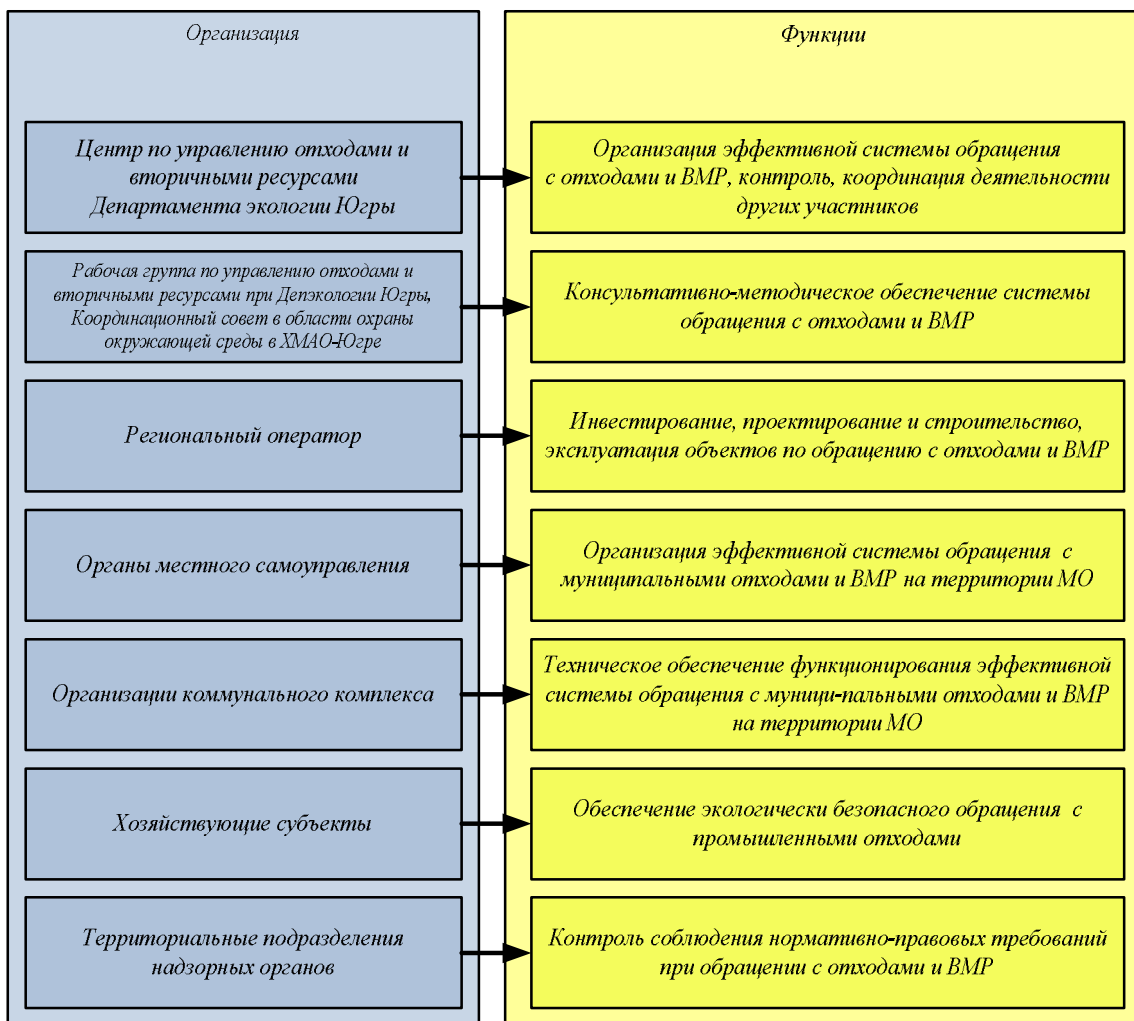 Организация
Функции
Центр по управлению отходами и
вторичными ресурсами
Департамента экологии Югры
Организация эффективной системы обращения
с отходами и ВМР, контроль, координация деятельности
других участников
Рабочая группа по управлению отходами и
вторичными ресурсами при Депэкологии Югры,
Координационный совет в области охраны
окружающей среды в ХМАО-Югре
Консультативно-методическое обеспечение системы
обращения с отходами и ВМР
Региональный оператор
Инвестирование, проектирование и строительство,
эксплуатация объектов по обращению с отходами и ВМР
Органы местного самоуправления
Организация эффективной системы обращения с
муниципальными отходами и ВМР на территории МО
Организации коммунального комплекса
Техническое обеспечение функционирования эффективной
системы обращения с муници-пальными отходами и ВМР
на территории МО
Хозяйствующие субъекты
Обеспечение экологически безопасного обращения с
промышленными отходами
Территориальные подразделения
надзорных органов
Контроль соблюдения нормативно-правовых требований
при обращении с отходами и ВМР